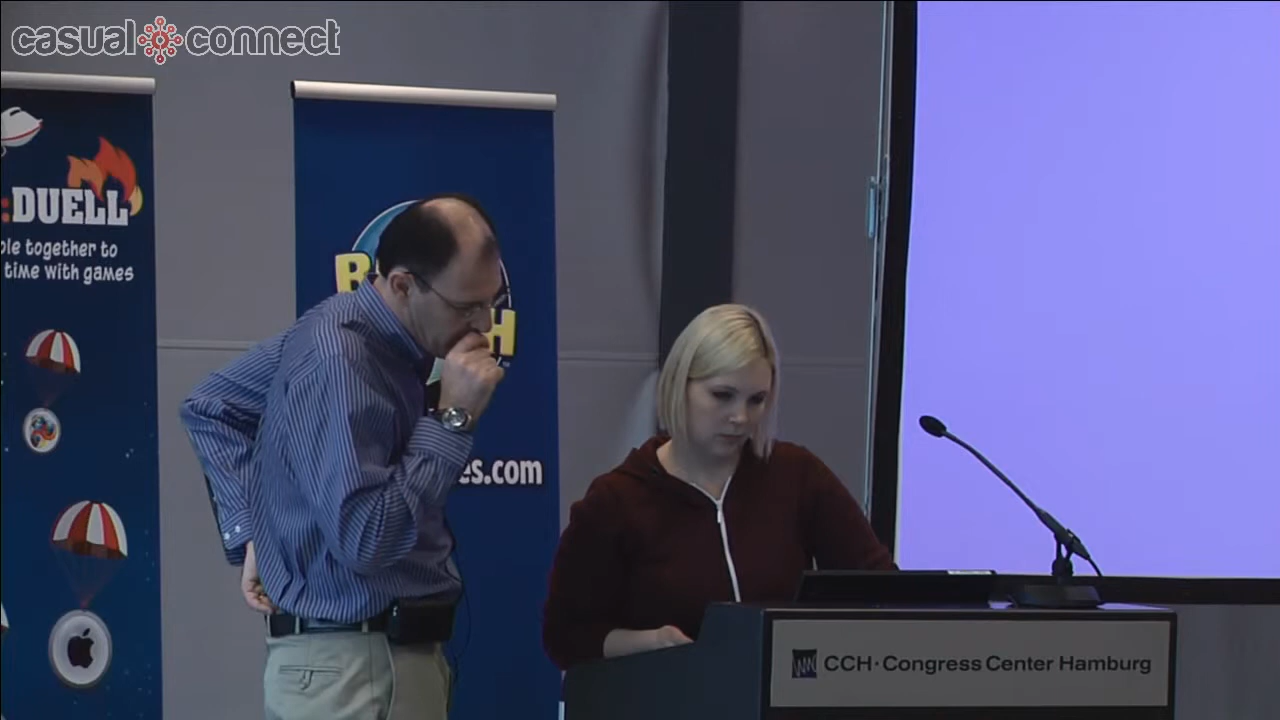 casual connect
:DUELL
ple together to
time with games
B
H
es.com
CCH·Congress Center Hamburg